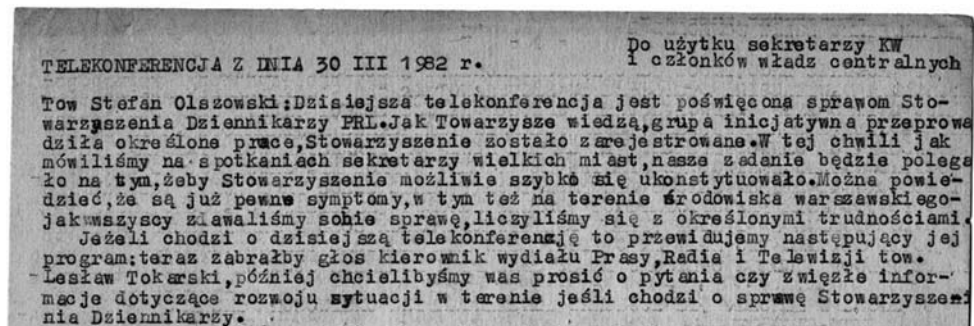 Do użytku sekretarzy KW
TELEKONFERENCJA Z DNIA 30 III 1982 r.
i członków władz centralnych
Tow Stefan Olszowski:Dzisiejsza telekonferencja jest poświęcona sprawom Sto-
warzyszenia Dziennikarzy PRL.Jak Towarzysze wiedzą,grupa inicjatywna przeprowa
dziła określone prace,Stowarzyszenie zostało zarejestrowane.W tej chwili jak
mówiliśmy na spotkaniach sekretarzy wielkich miast,nasze zadanie będzie polega
ło na tym,żeby Stowarzyszenie możliwie szybko się ukonstytuowało.Można powie-
dzieć,że są już pewne symptomy,w tym też na terenie środowiska warszawskiego-
jak wszyscy zdawaliśmy sobie sprawę,liczyliśmy się z określonymi trudnościami.
Jeżeli chodzi o dzisiejszą telekonferencję to przewidujemy następujący jej
program:teraz zabrałby głos kierownik wydiału Prasy,Radia i Telewizji tow.
Lesław Tokarski,później chcielibyśmy was prosić o pytania czy zwięzłe infor-
macje dotyczące rozwoju sytuacji w terenie jeśli chodzi o sprawę Stowarzyszeni
nia Dziennikarzy.